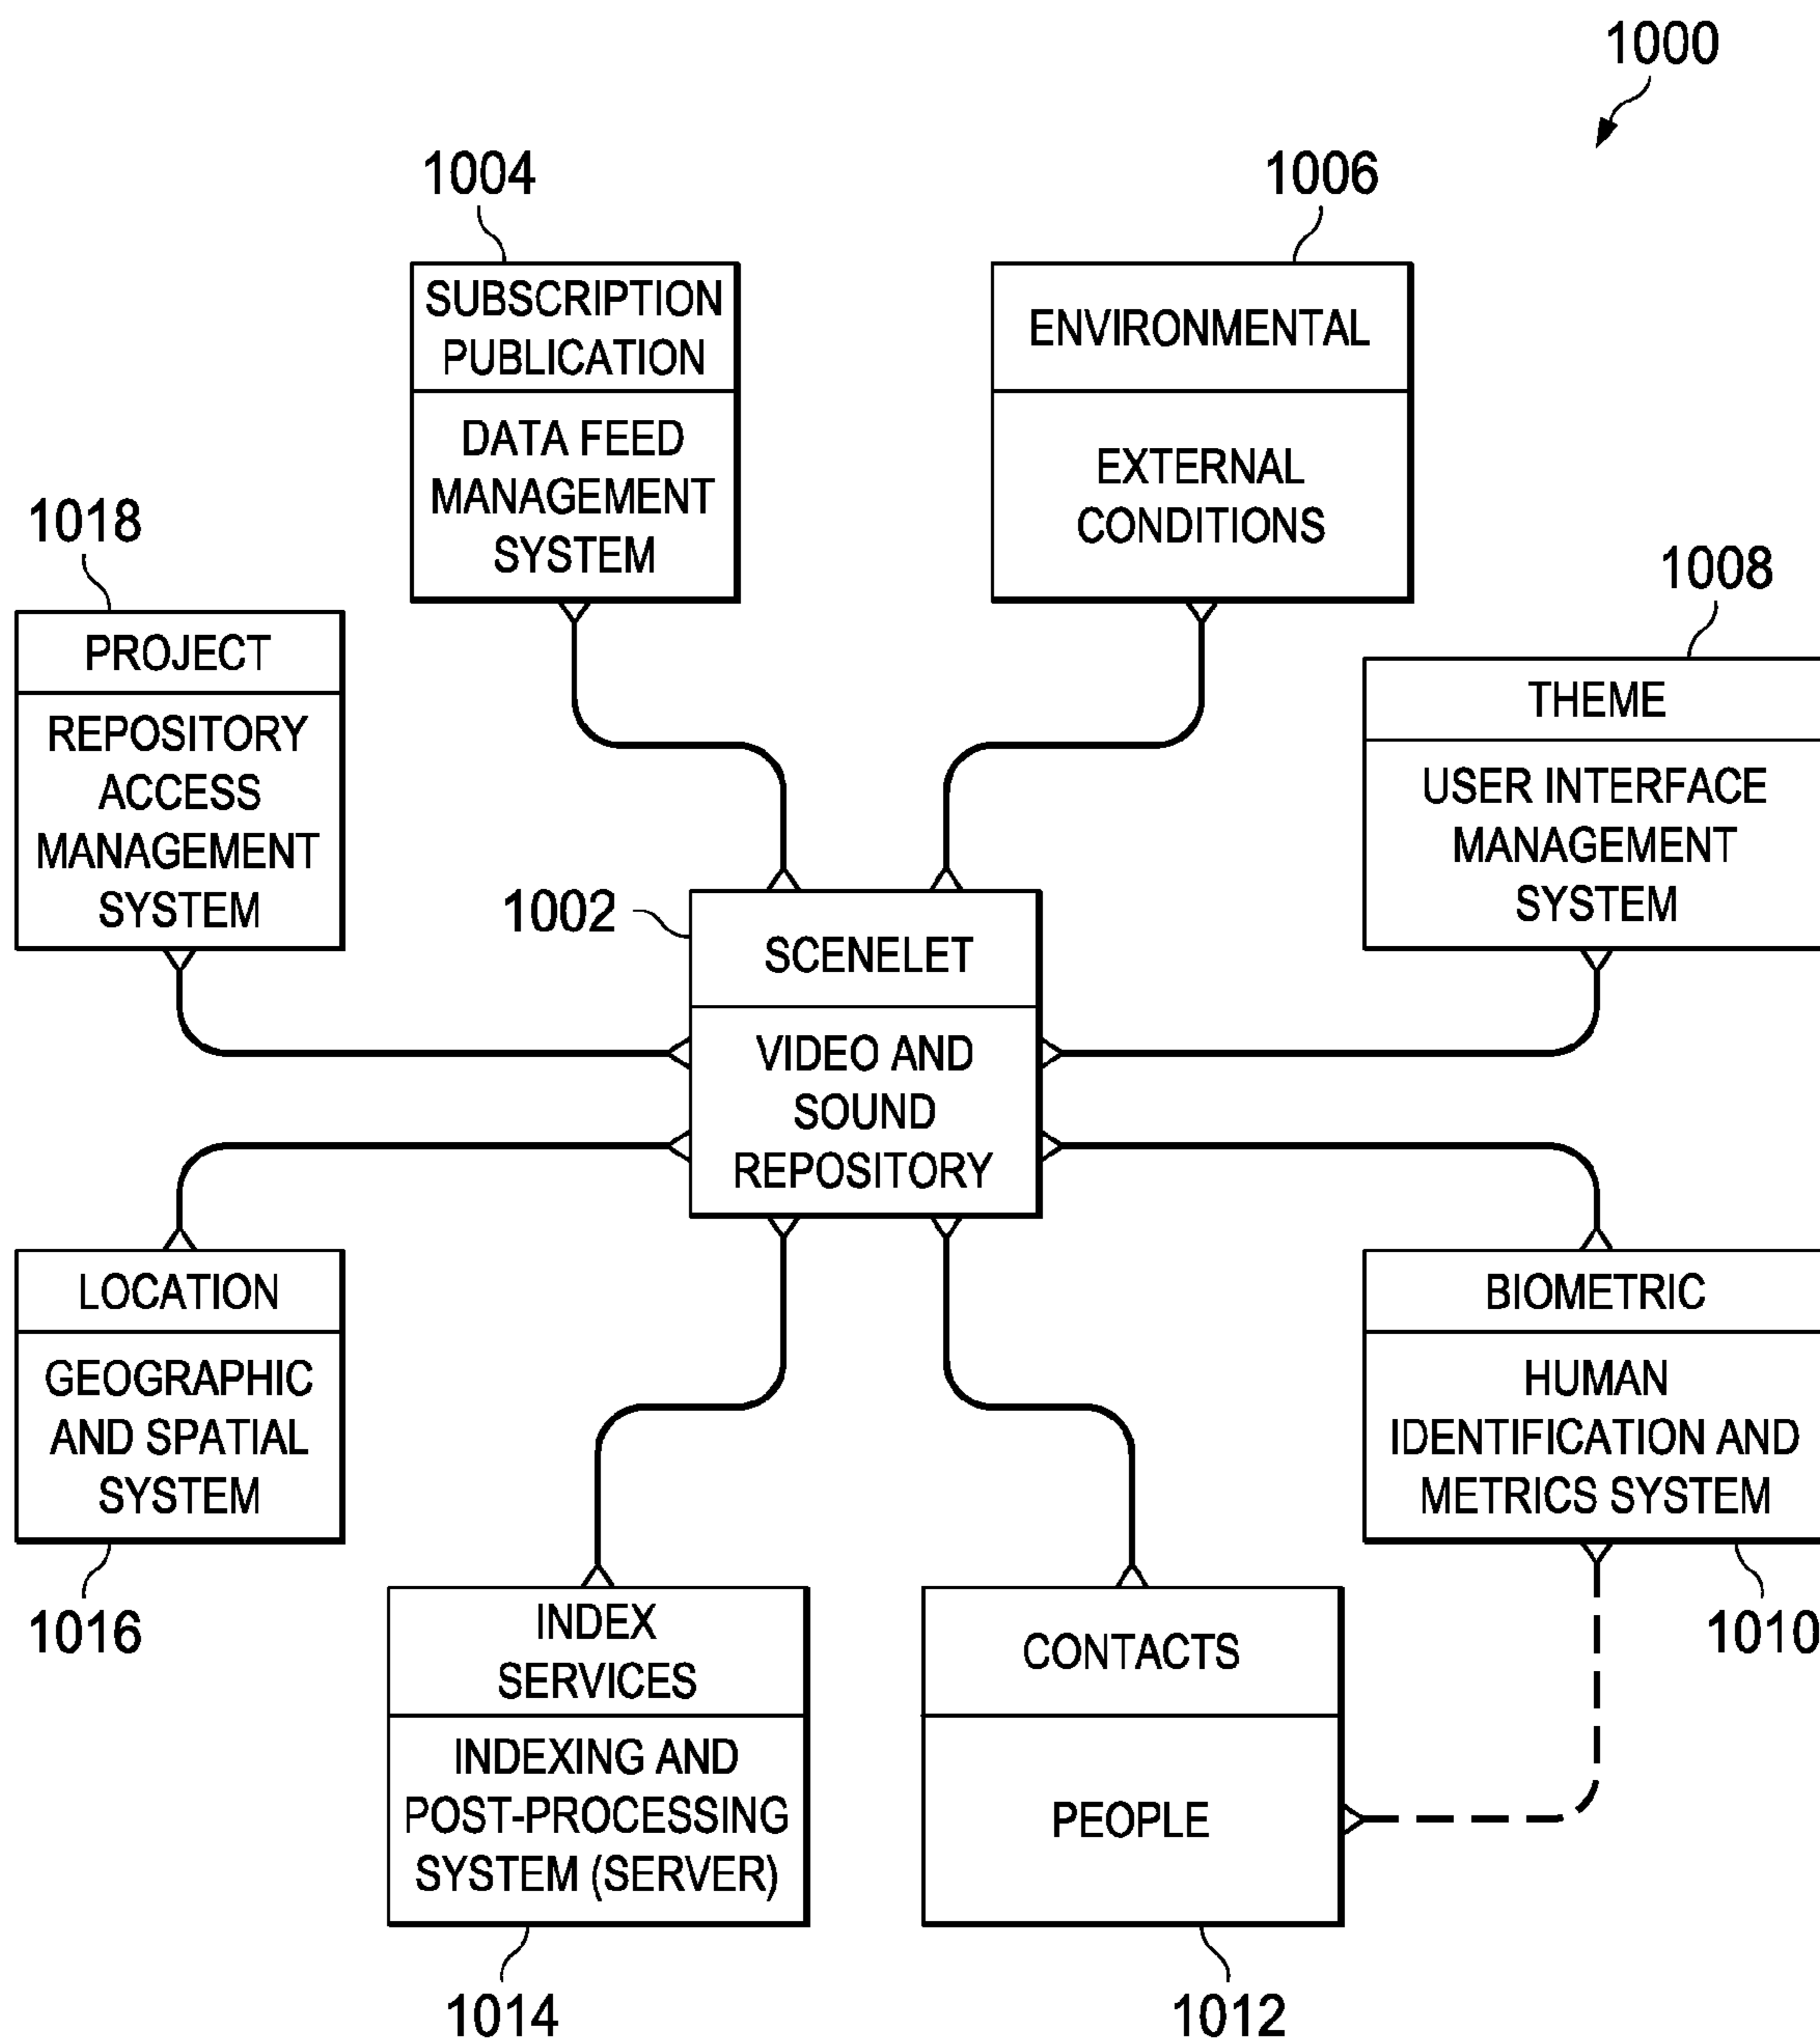 1000
1004
SUBSCRIPTION
PUBLICATION
DATA FEED
MANAGEMENT
SYSTEM
1006
ENVIRONMENTAL
EXTERNAL
CONDITIONS
1018
PROJECT
REPOSITORY
ACCESS
MANAGEMENT
SYSTEM
1008
THEME
USER INTERFACE
MANAGEMENT
SYSTEM
1002
SCENELET
VIDEO AND
SOUND
REPOSITORY
LOCATION
GEOGRAPHIC
AND SPATIAL
SYSTEM
1016
BIOMETRIC
HUMAN
IDENTIFICATION AND
METRICS SYSTEM
1010
INDEX
SERVICES
INDEXING AND
POST-PROCESSING
SYSTEM (SERVER)
1014
CONTACTS
PEOPLE
1012